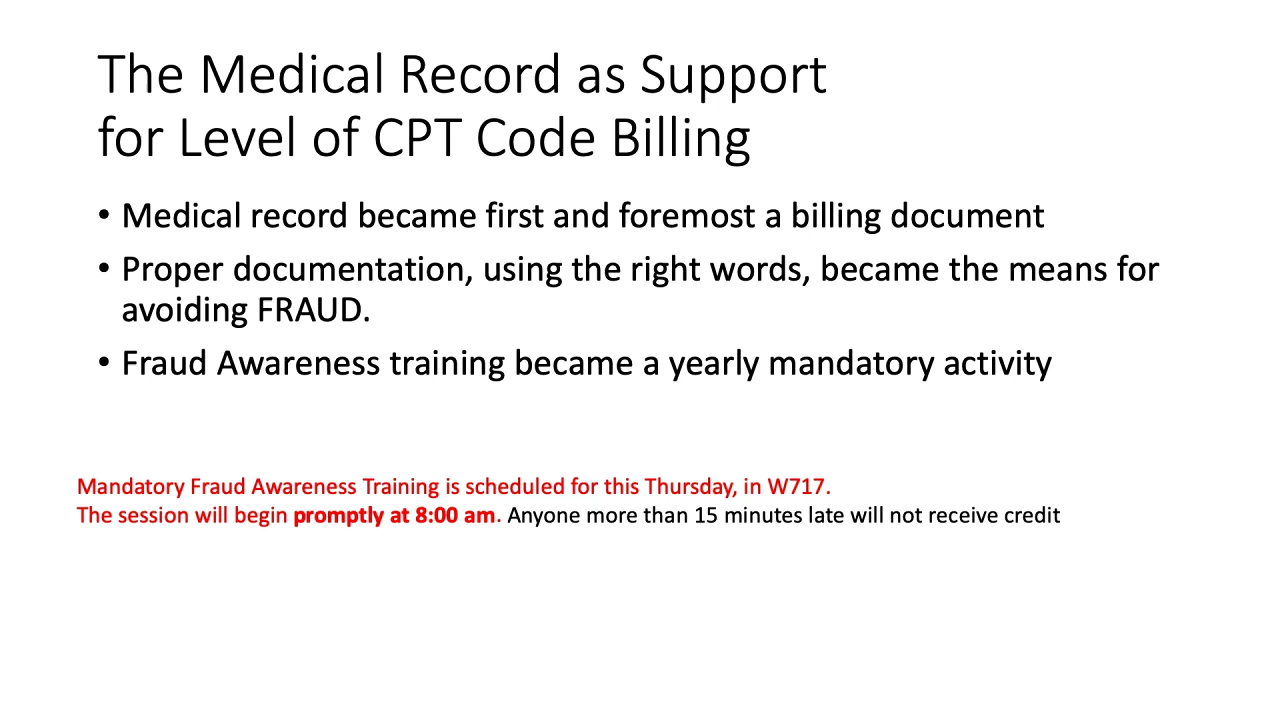 The Medical Record as Support
for Level of CPT Code Billing
• Medical record became first and foremost a billing document
• Proper documentation, using the right words, became the means for
avoiding FRAUD.
• Fraud Awareness training became a yearly mandatory activity
Mandatory Fraud Awareness Training is scheduled for this Thursday, in W717.
The session will begin promptly at 8:00 am. Anyone more than 15 minutes late will not receive credit